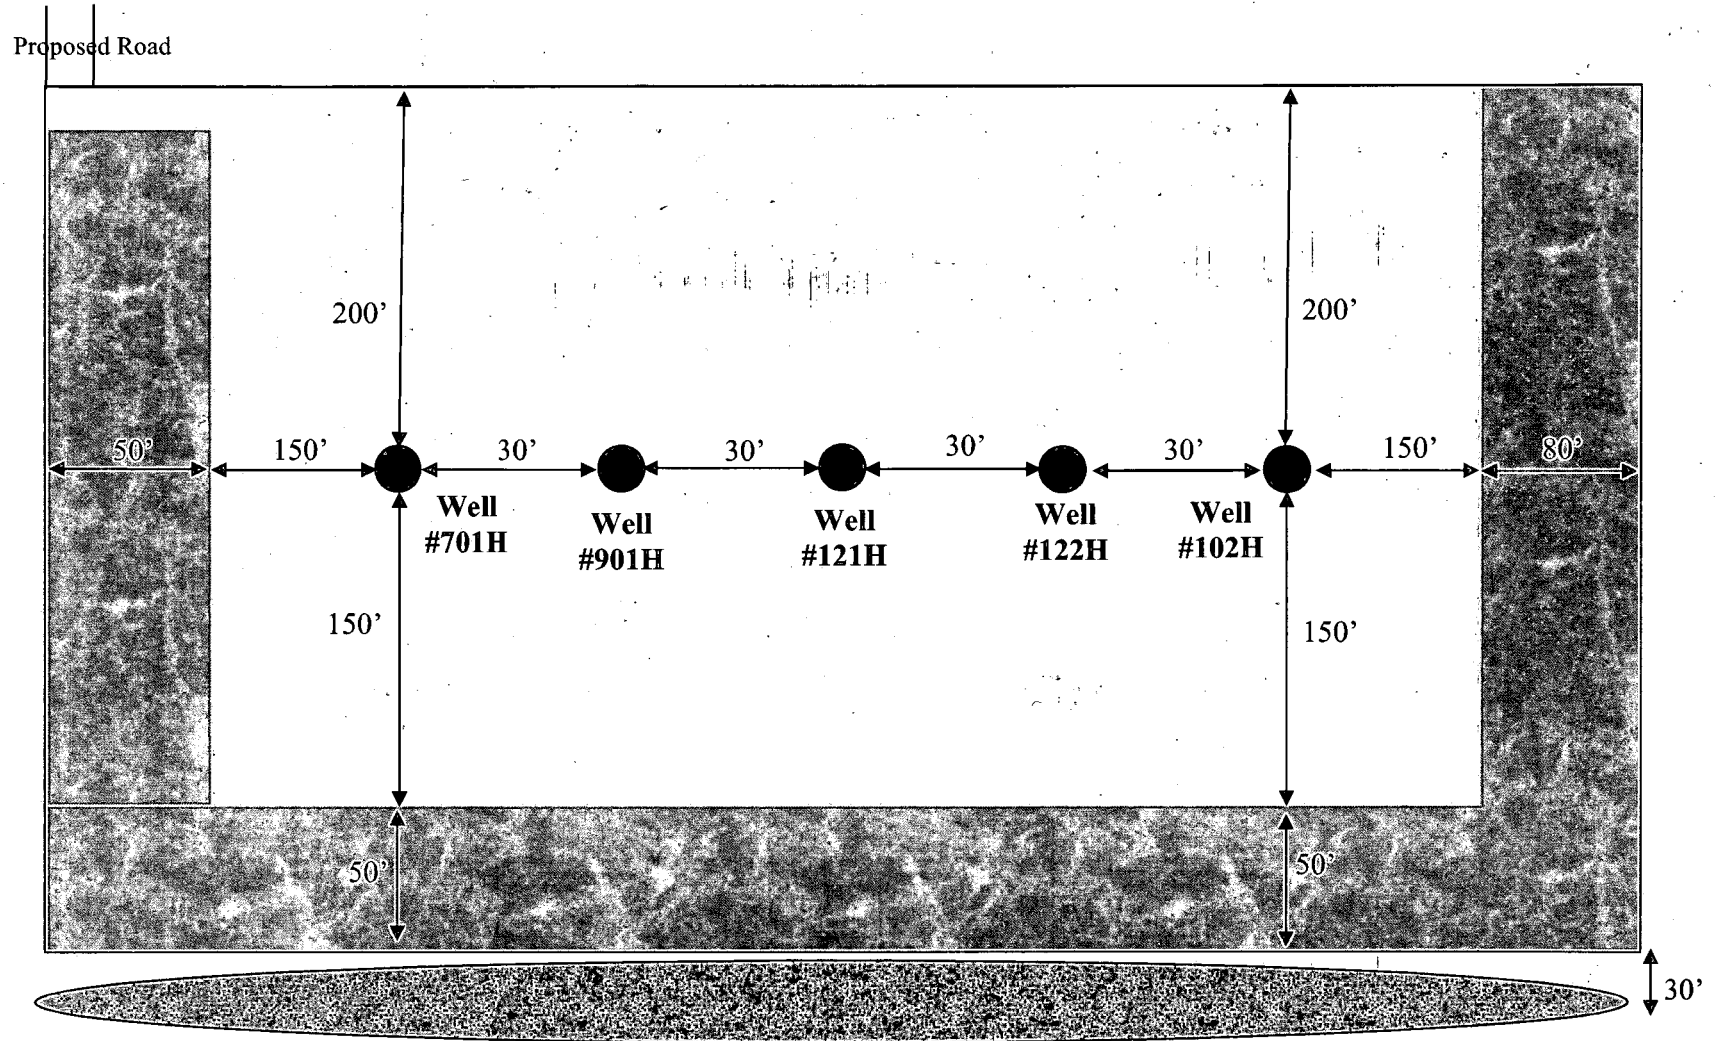 Proposed Road
200’
200’
50’
150’
30’
30’
30’
30’
150’
80’
Well
#701H
Well
#901H
Well
#121H
Well
#122H
Well
#102H
150’
150’
50’
50’
30’